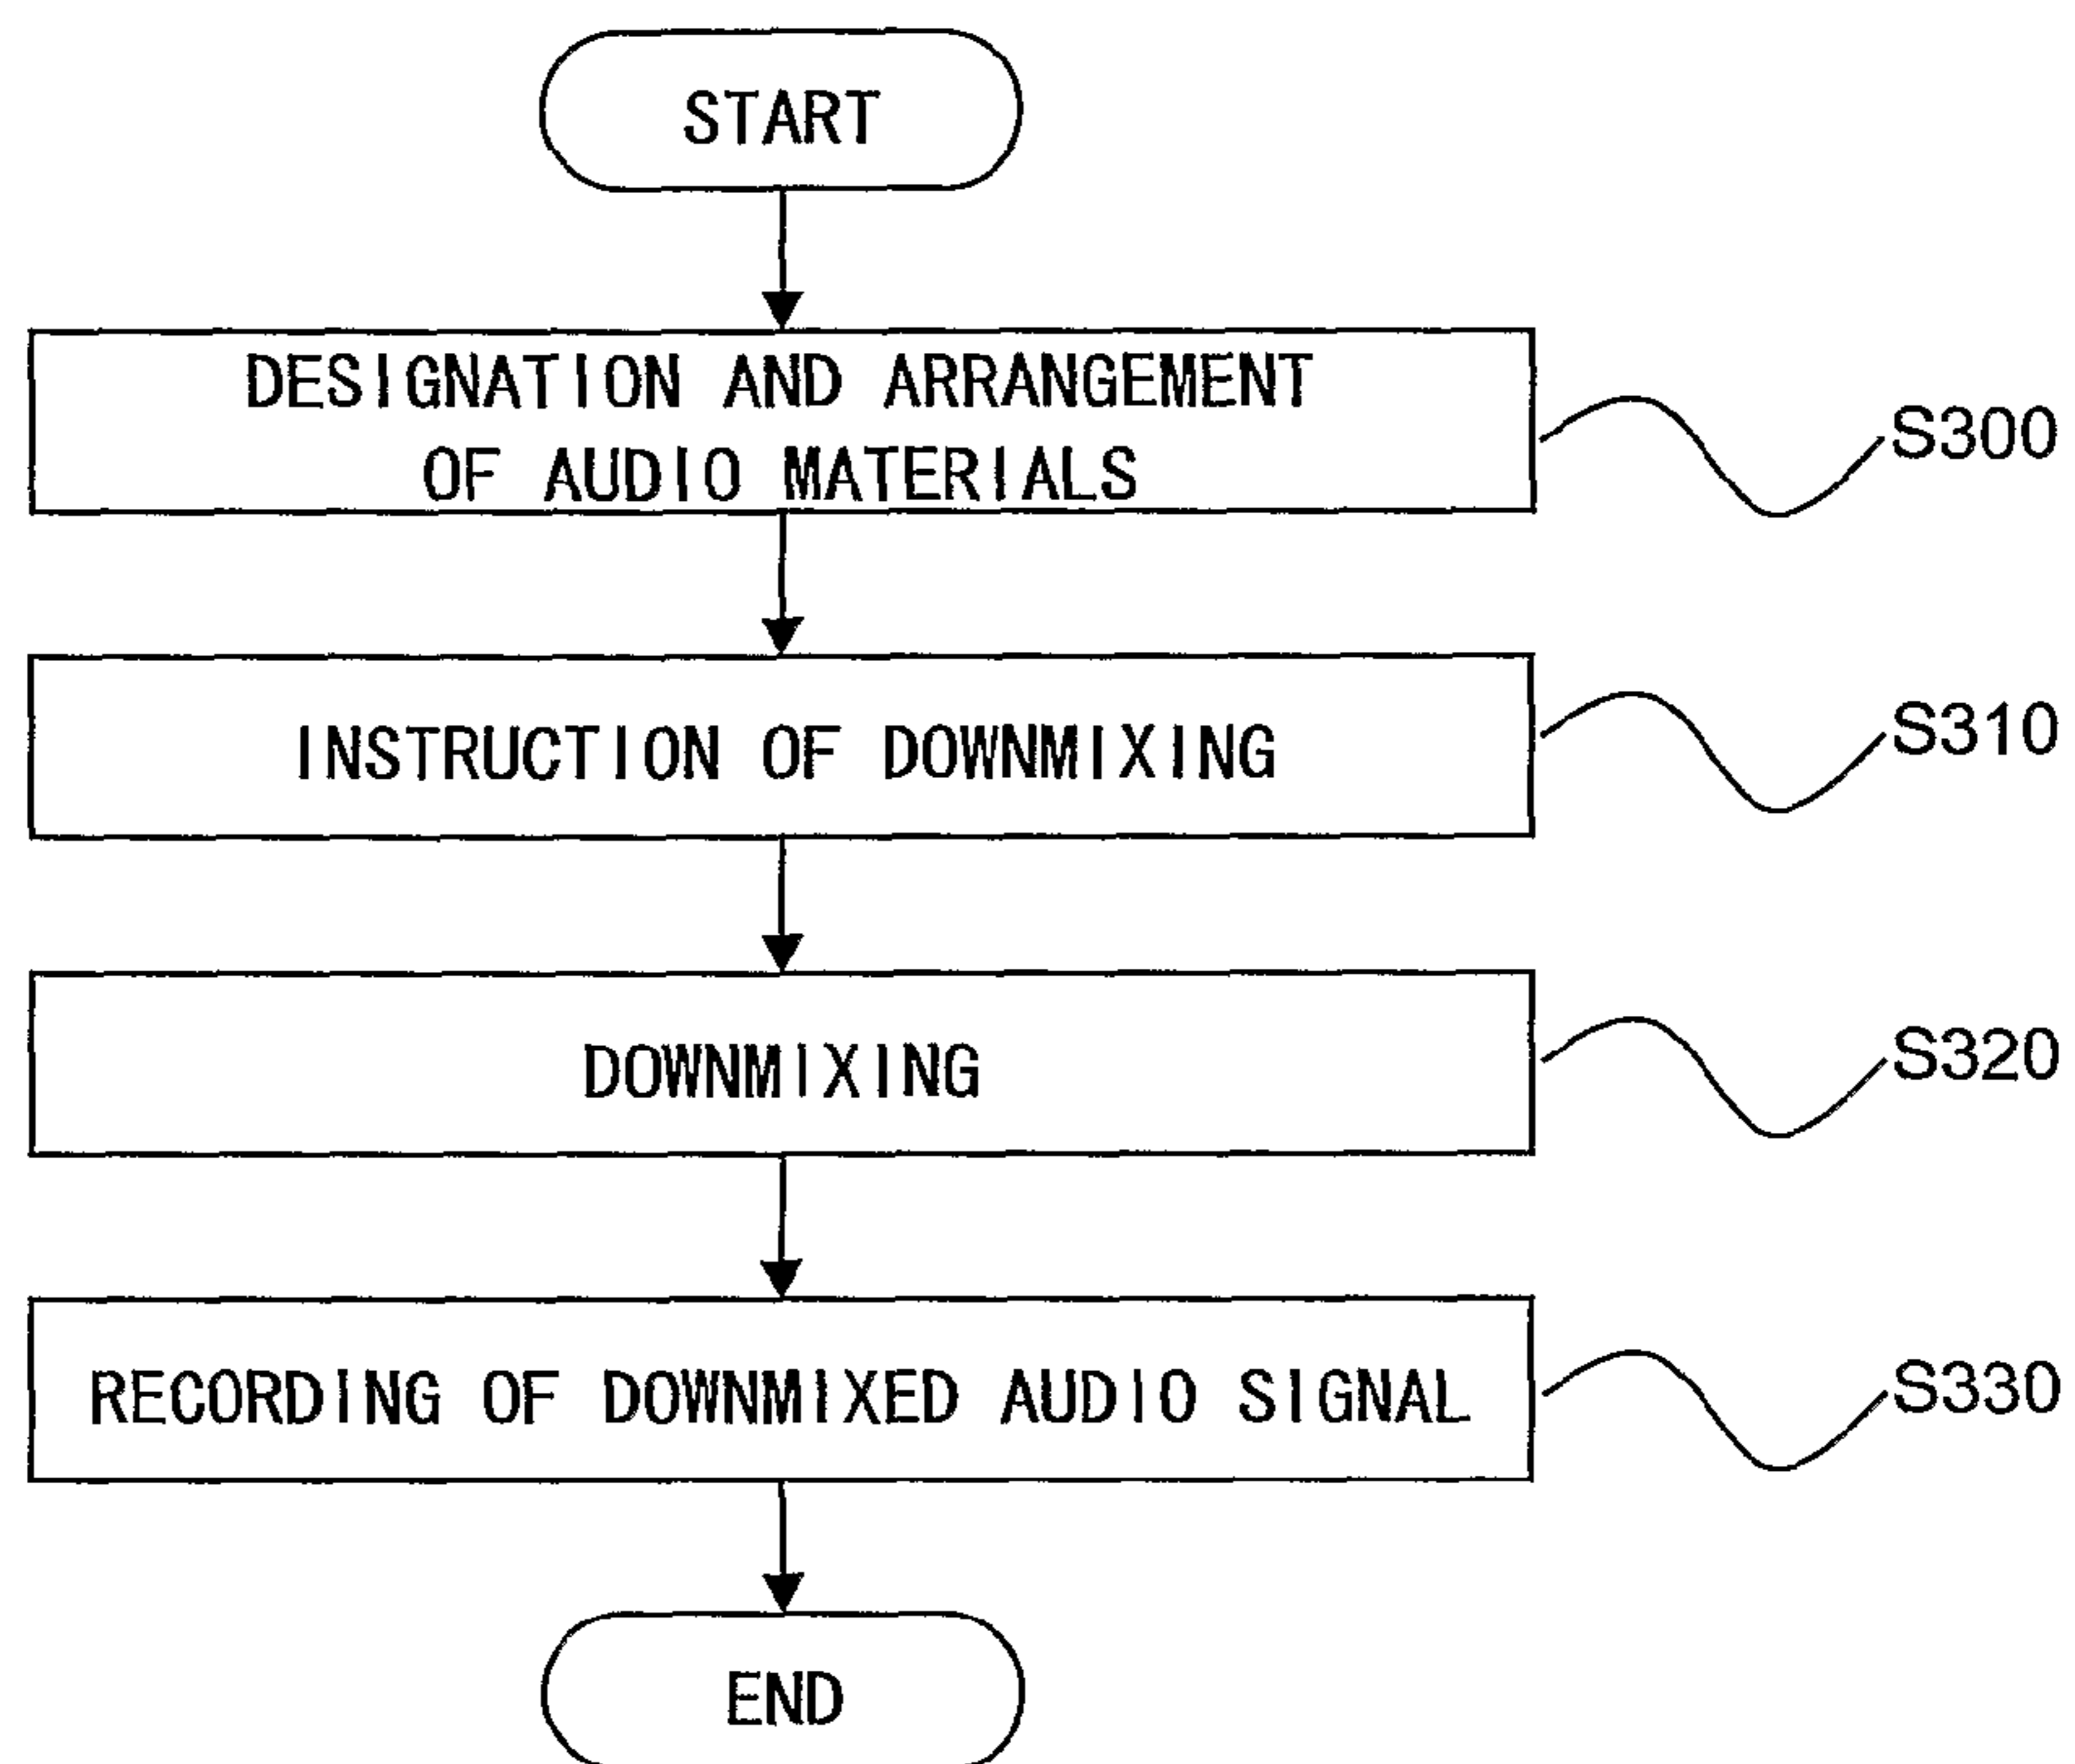 START
DESIGNATION AND ARRANGEMENT
OF AUDIO MATERIALS
S300
INSTRUCTION OF DOWNMIXING
S310
DOWNMIXING
S320
RECORDING OF DOWNMIXED AUDIO SIGNAL
S330
END